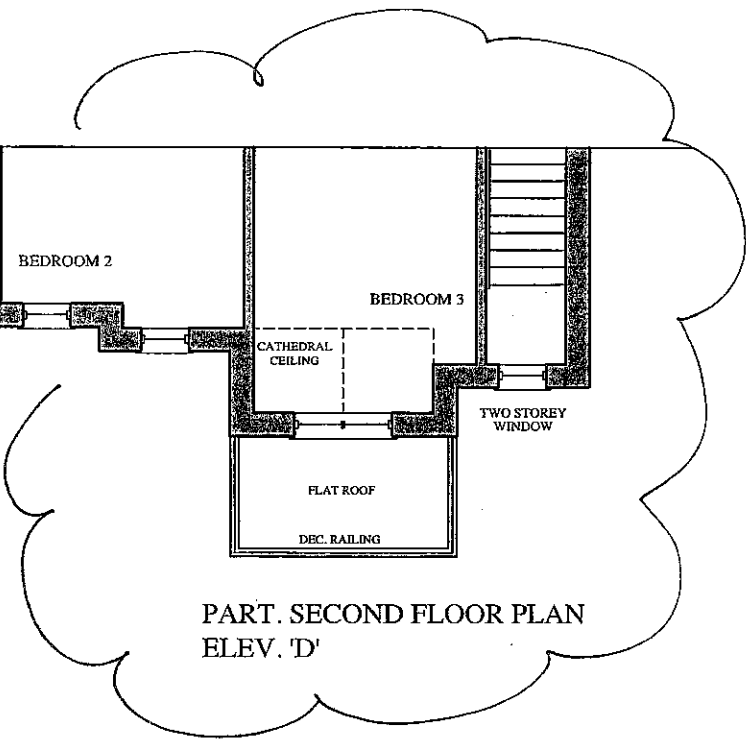 BEDROOM 2
BEDROOM 3
CATHEDRAL
CEILING
TWO STOREY
WINDOW
FLAT ROOF
DEC. RAILING
PART. SECOND FLOOR PLAN
ELEV. 'D'